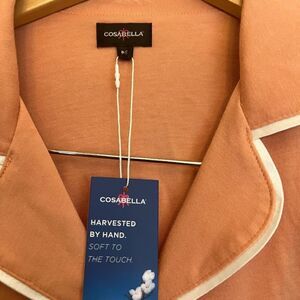 COSABELLA
COSABELLA
HARVESTED
BY HAND.
SOFT TO
THE TOUCH.